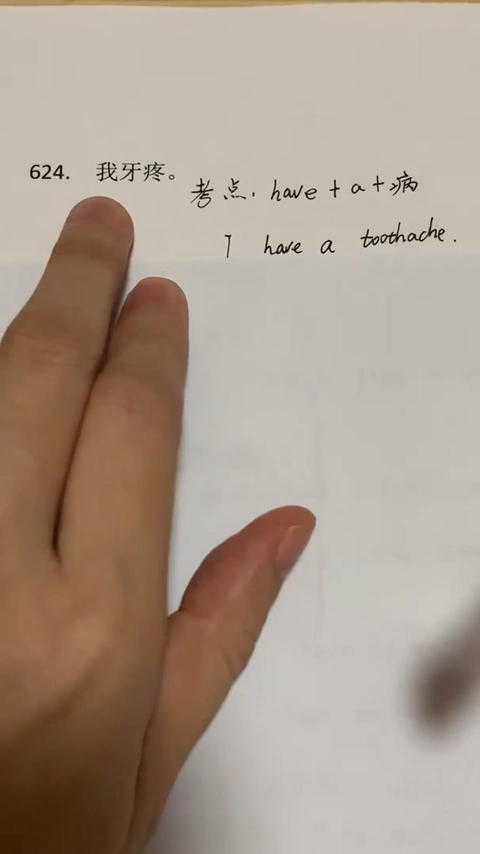 624. 我牙疼。 考点. have + a + 病
I have a toothache.